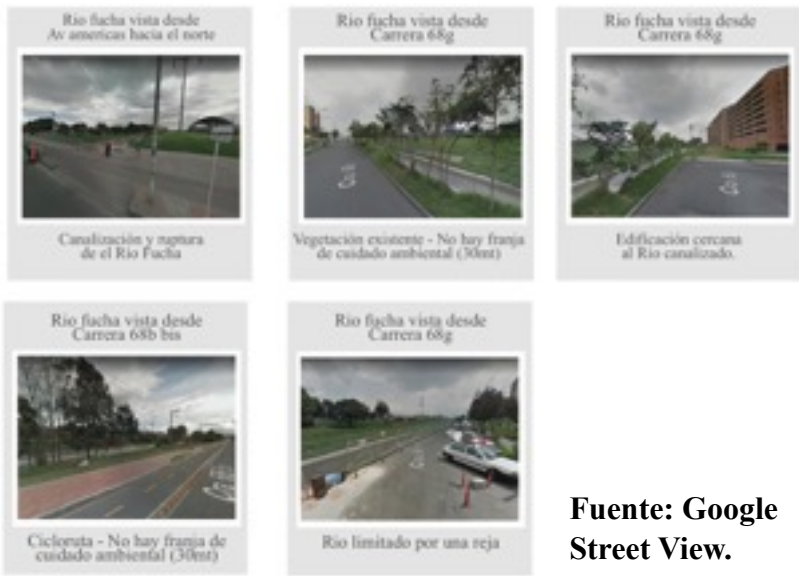 Rio fucha vista desde
Av americas hacia el norte
Canalización y ruptura
de el Rio Fucha
Rio fucha vista desde
Carrera 68g
Vegetación existente - No hay franja
de cuidado ambiental (30mt)
Rio fucha vista desde
Carrera 68g
Edificación cercana
al Rio canalizado.
Rio fucha vista desde
Carrera 68b bis
Cicloruta - No hay franja de
cuidado ambiental (30mt)
Rio fucha vista desde
Carrera 68g
Rio limitado por una reja
Fuente: Google
Street View.